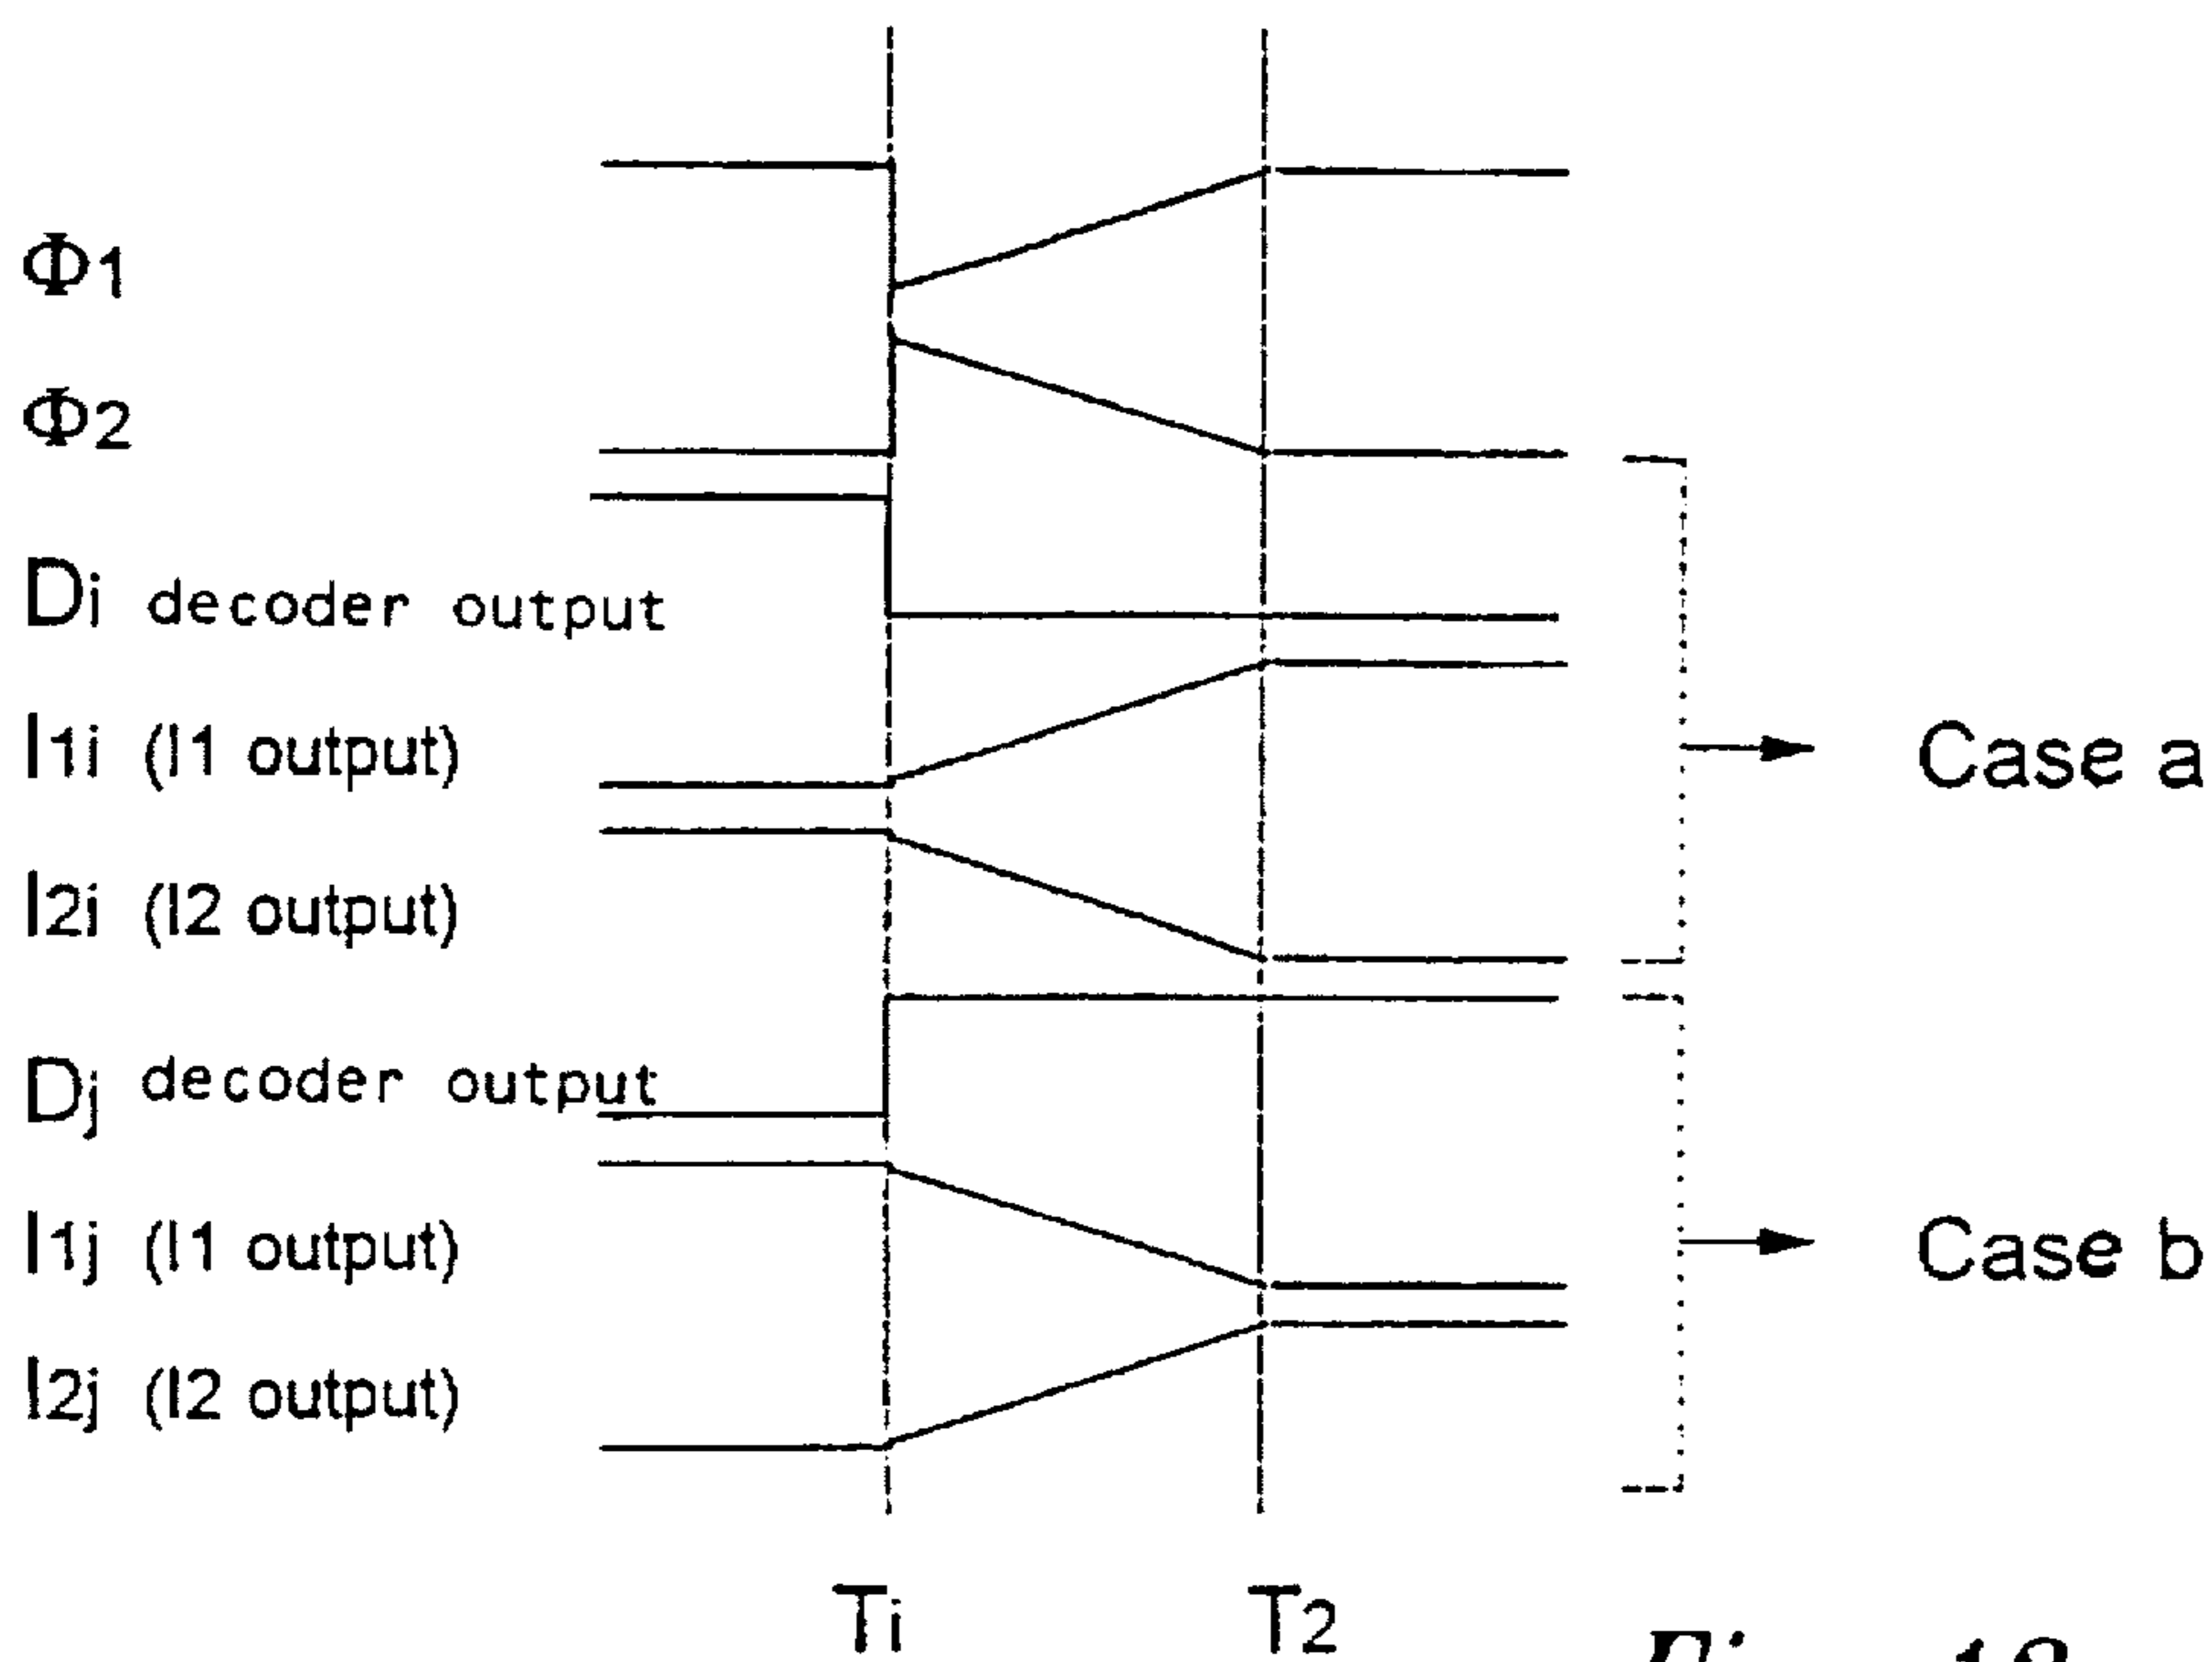 Φ1
Φ2
Di decoder output
I1i (I1 output)
Case a
I2i (I2 output)
Dj decoder output
I1j (I1 output)
Case b
I2j (I2 output)
Ti T2